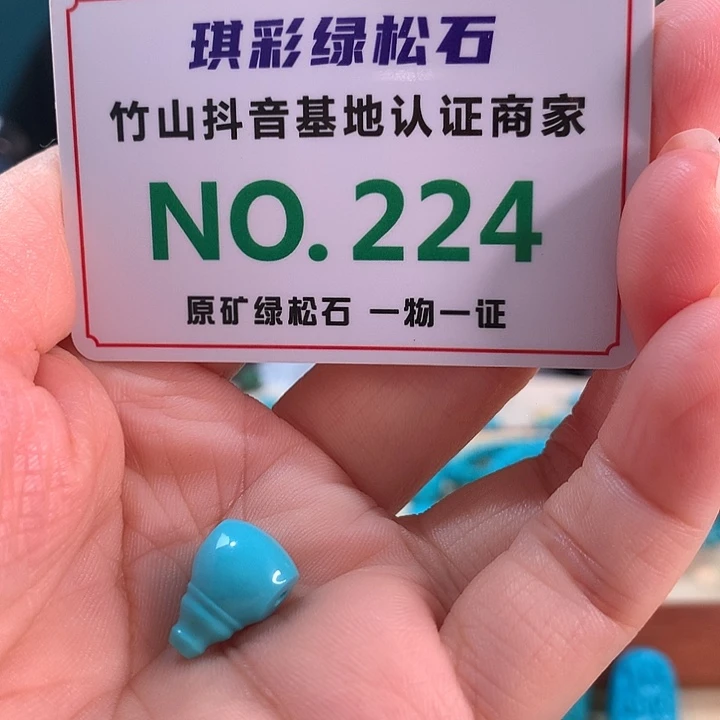 琪彩绿松石
竹山抖音基地认证商家
NO.224
原矿绿松石 一物一证